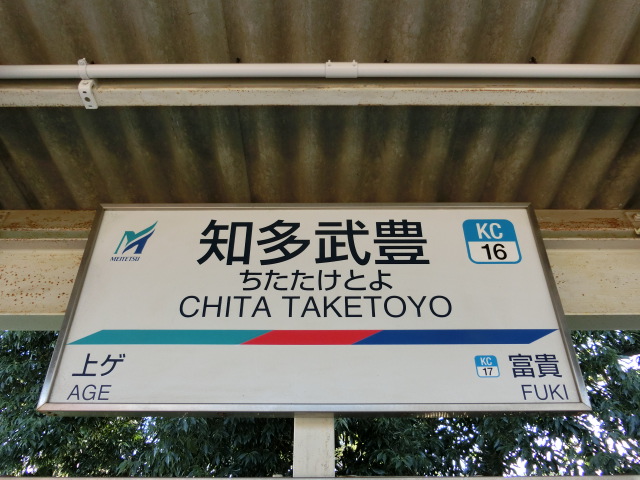 MEITETSU
知多武豊
KC
16
ちたたけとよ
CHITA TAKETOYO
上ゲ
AGE
KC
17
富貴
FUKI